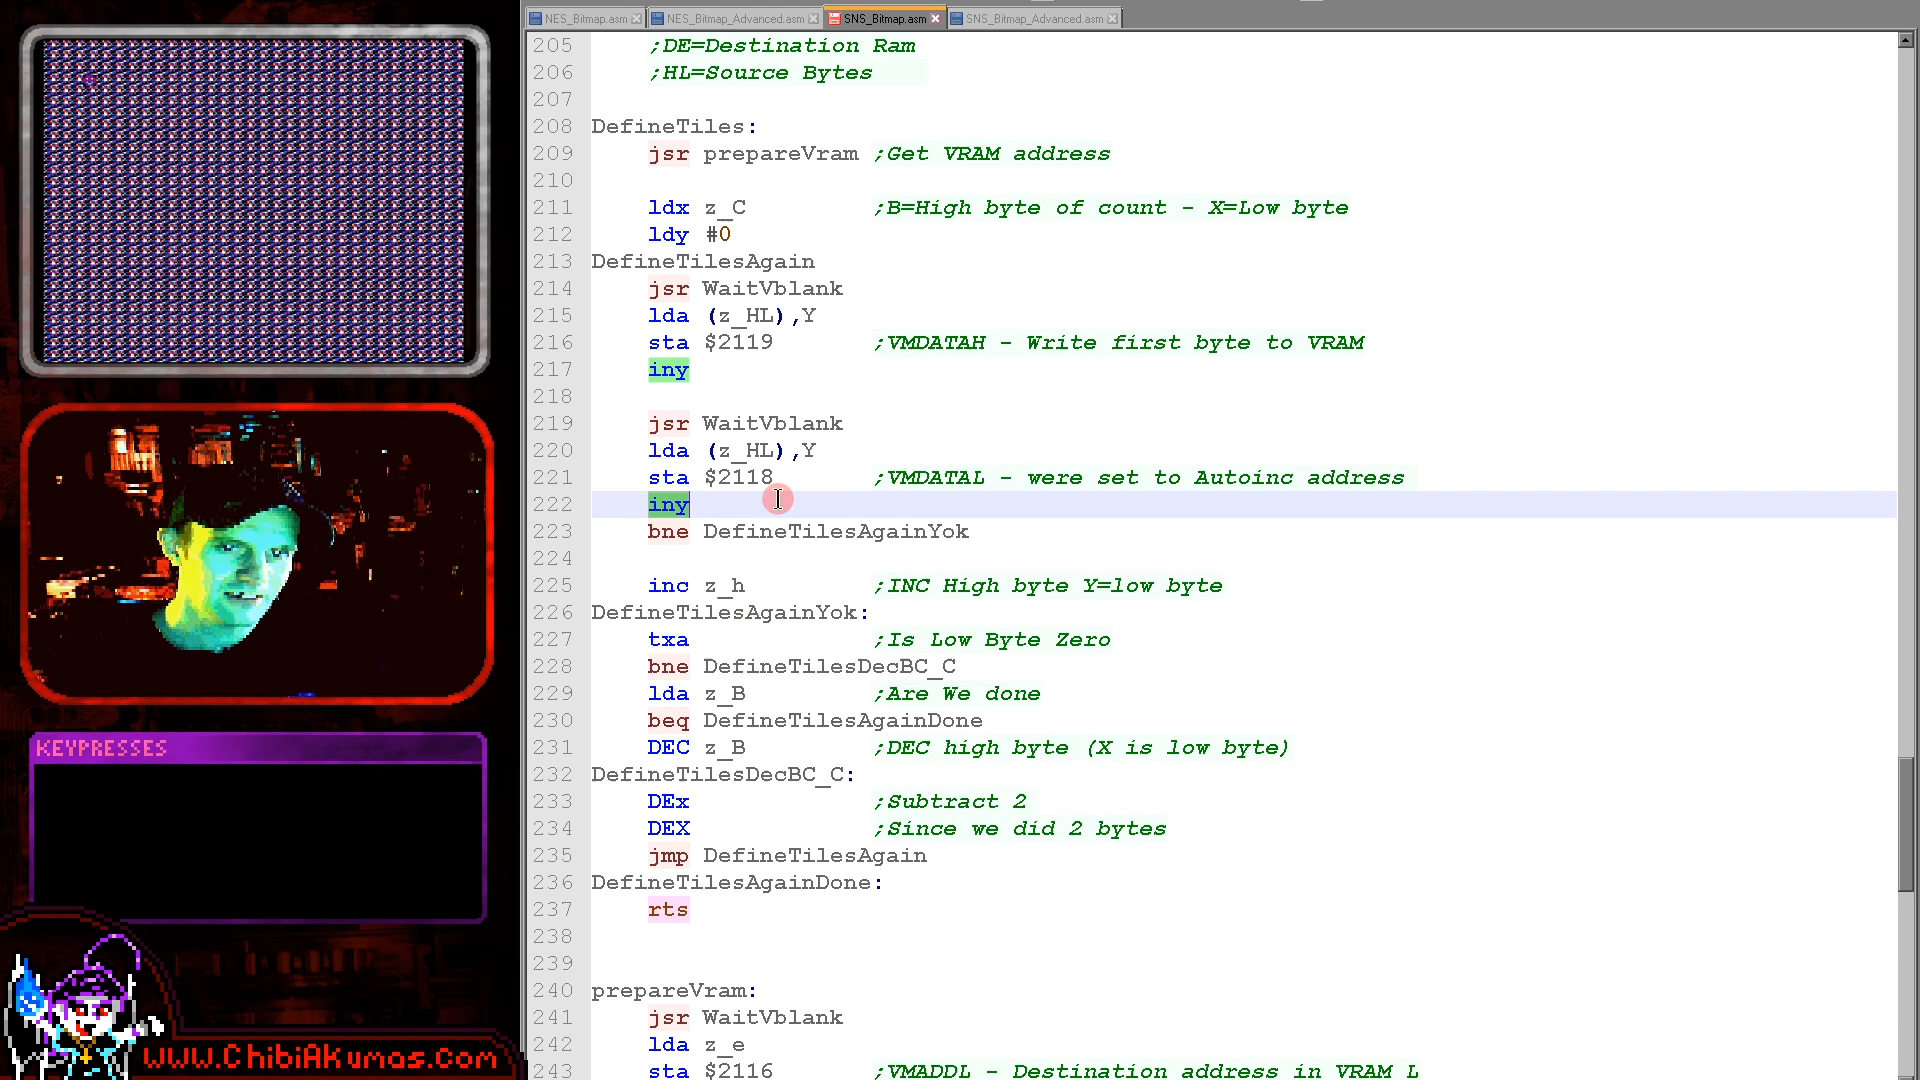 NES_Bitmap.asm NES_Bitmap_Advanced.asm SNS_Bitmap.asm SNS_Bitmap_Advanced.asm
205 ;DE=Destination Ram
206 ;HL=Source Bytes
207
208 DefineTiles:
209 jsr prepareVram ;Get VRAM address
210
211 ldx z_C ;B=High byte of count - X=Low byte
212 ldy #0
213 DefineTilesAgain
214 jsr WaitVblank
215 lda (z_HL),Y
216 sta $2119 ;VMDATAH - Write first byte to VRAM
217 iny
218
219 jsr WaitVblank
220 lda (z_HL),Y
221 sta $2118 ;VMDATAL - were set to Autoinc address
222 iny
223 bne DefineTilesAgainYok
224
225 inc z_h ;INC High byte Y=low byte
226 DefineTilesAgainYok:
227 txa ;Is Low Byte Zero
228 bne DefineTilesDecBC_C
229 lda z_B ;Are We done
230 beq DefineTilesAgainDone
231 DEC z_B ;DEC high byte (X is low byte)
232 DefineTilesDecBC_C:
233 DEx ;Subtract 2
234 DEX ;Since we did 2 bytes
235 jmp DefineTilesAgain
236 DefineTilesAgainDone:
237 rts
238
239
240 prepareVram:
241 jsr WaitVblank
242 lda z_e
243 sta $2116 ;VMADDL - Destination address in VRAM L
KEYPRESSES
www.ChibiAkumas.com